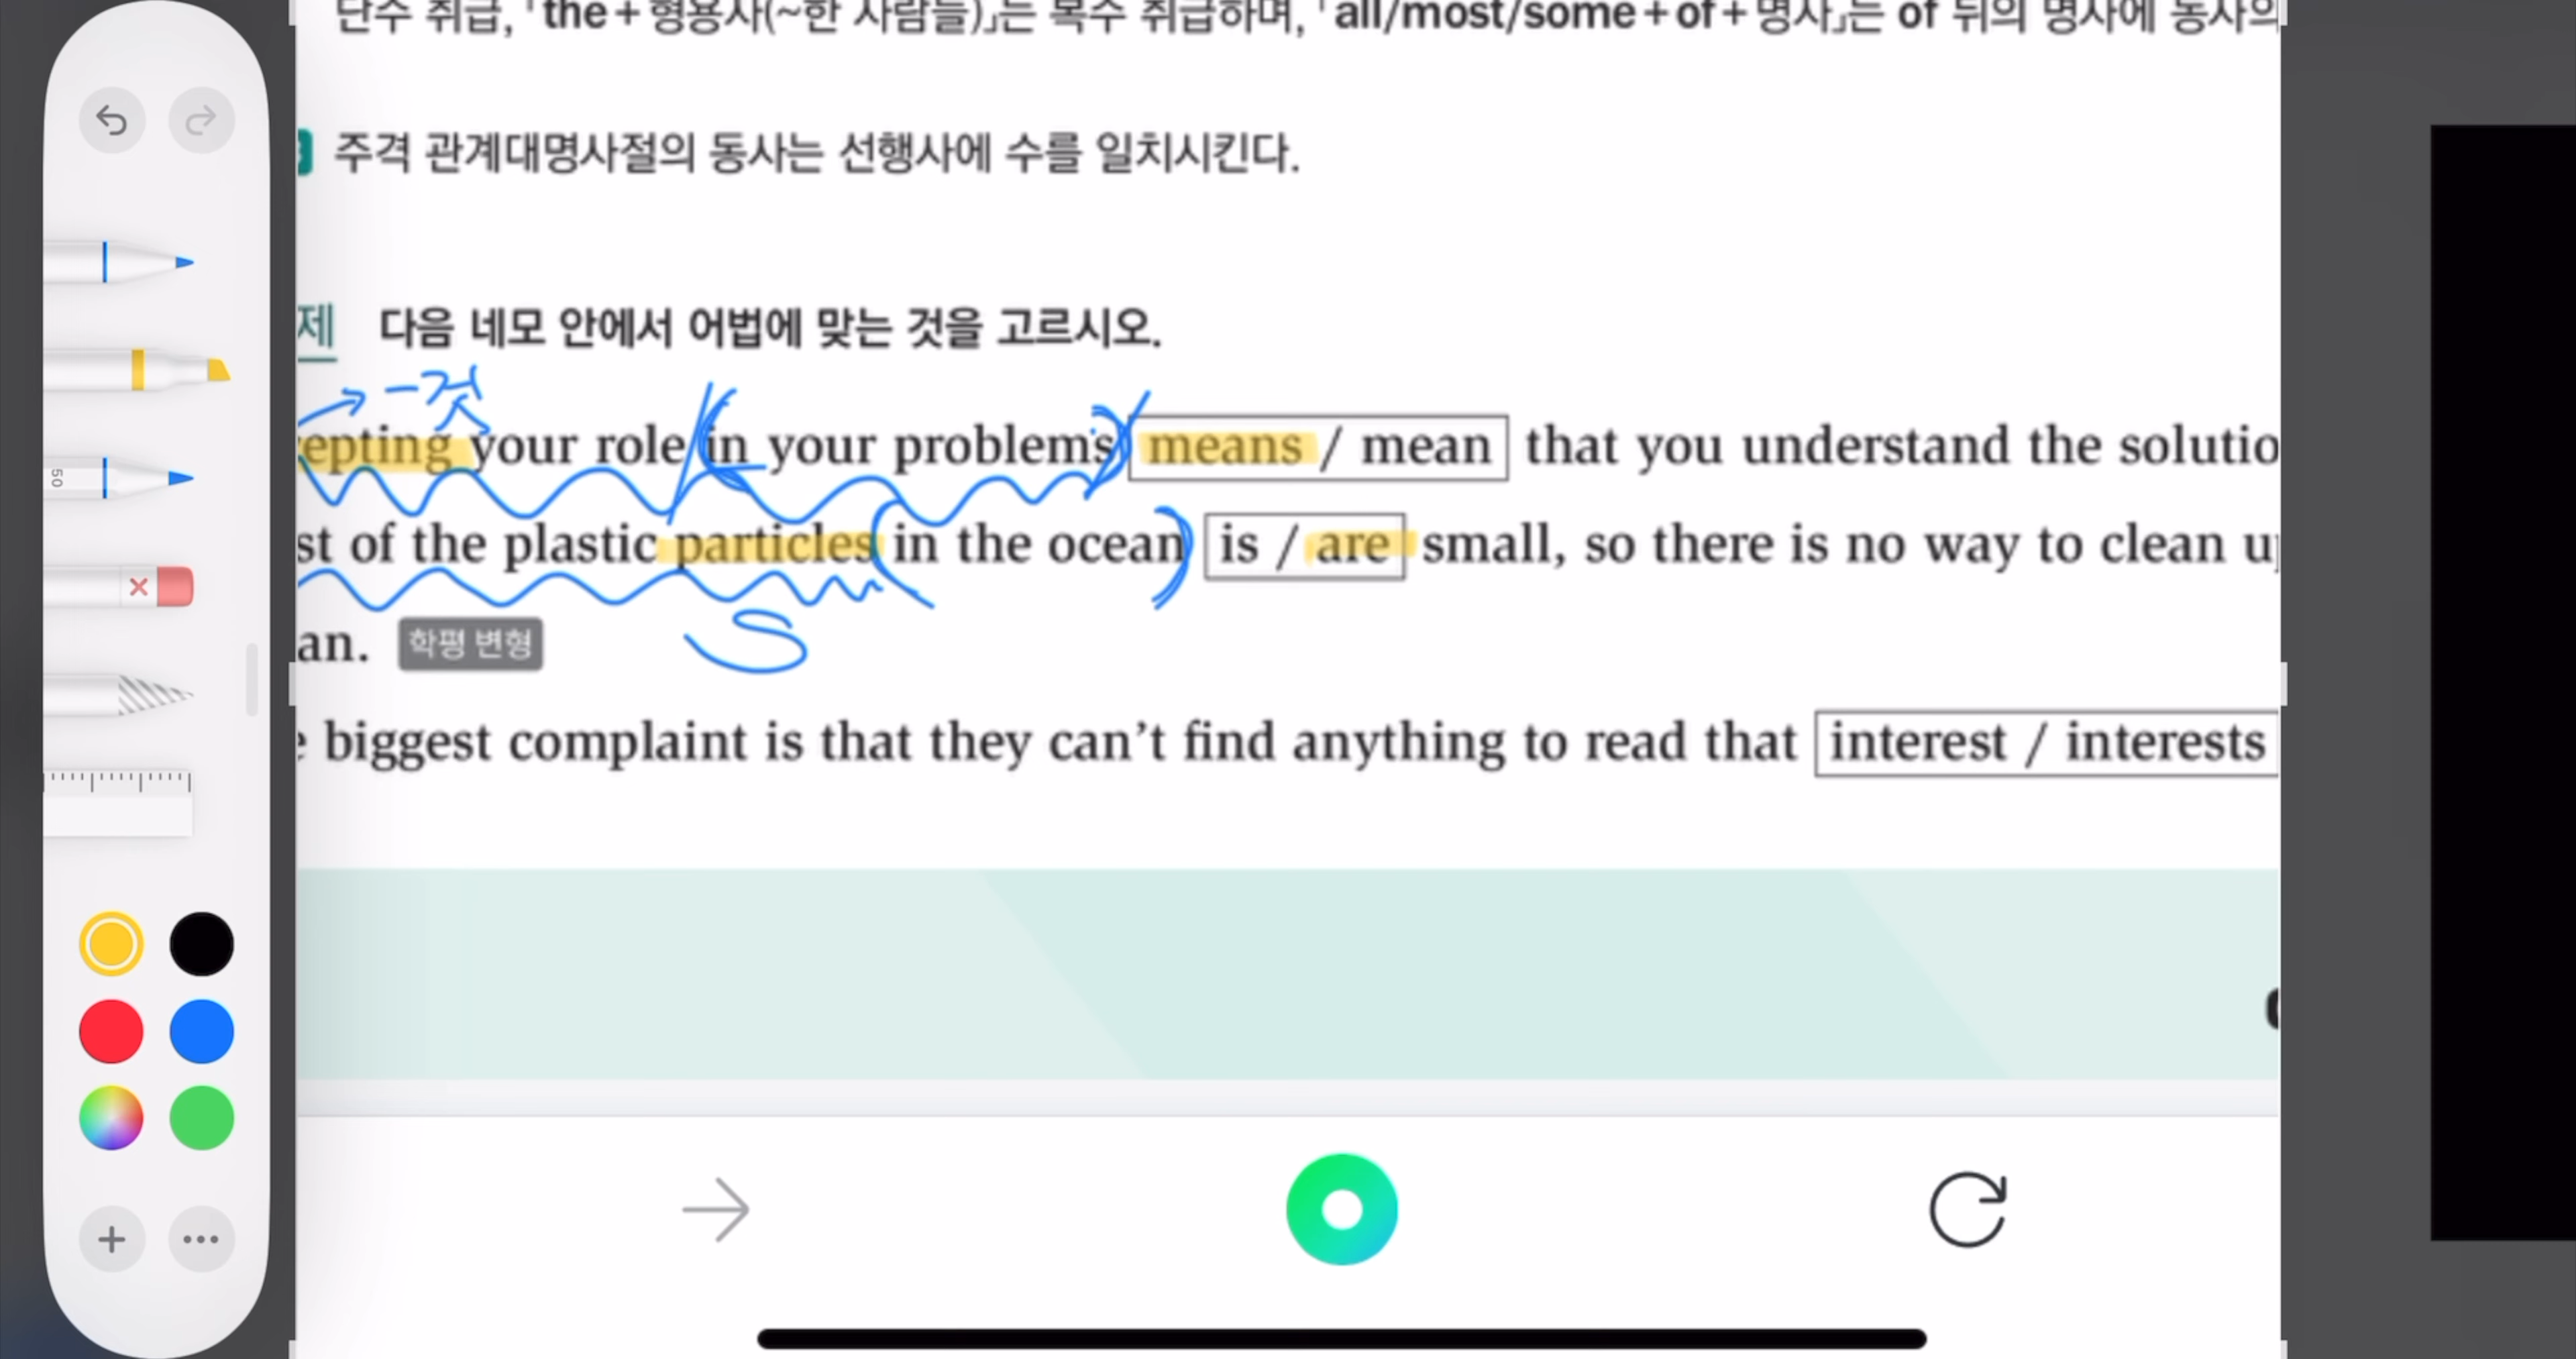 단수 취급, 「the+형용사(~한 사람들)」는 복수 취급하며, 「all/most/some+of+명사」는 of 뒤의 명사에 동사의
주격 관계대명사절의 동사는 선행사에 수를 일치시킨다.
제 다음 네모 안에서 어법에 맞는 것을 고르시오.
-것
epting your role in your problems means / mean that you understand the solutio
st of the plastic particles in the ocean is / are small, so there is no way to clean u
S
an. 학평 변형
e biggest complaint is that they can't find anything to read that interest / interests
50